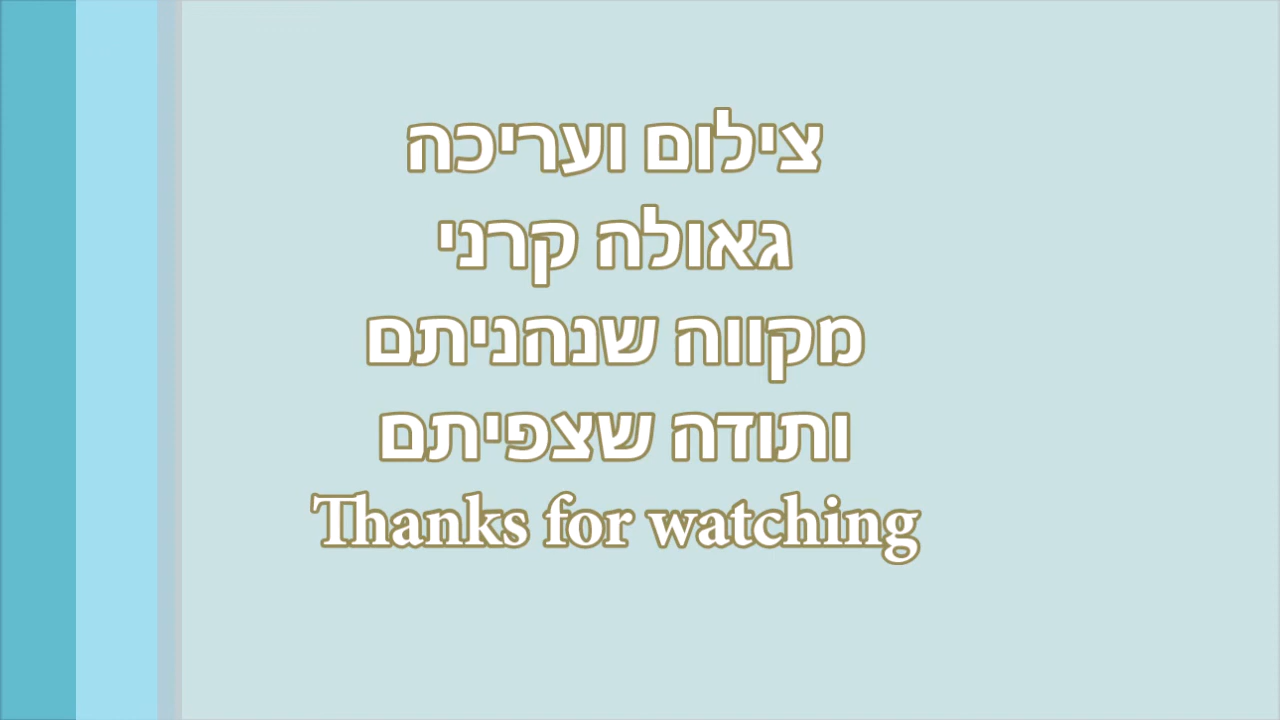 צילום ועריכה
גאולה קרני
מקווה שנהניתם
ותודה שצפיתם
Thanks for watching